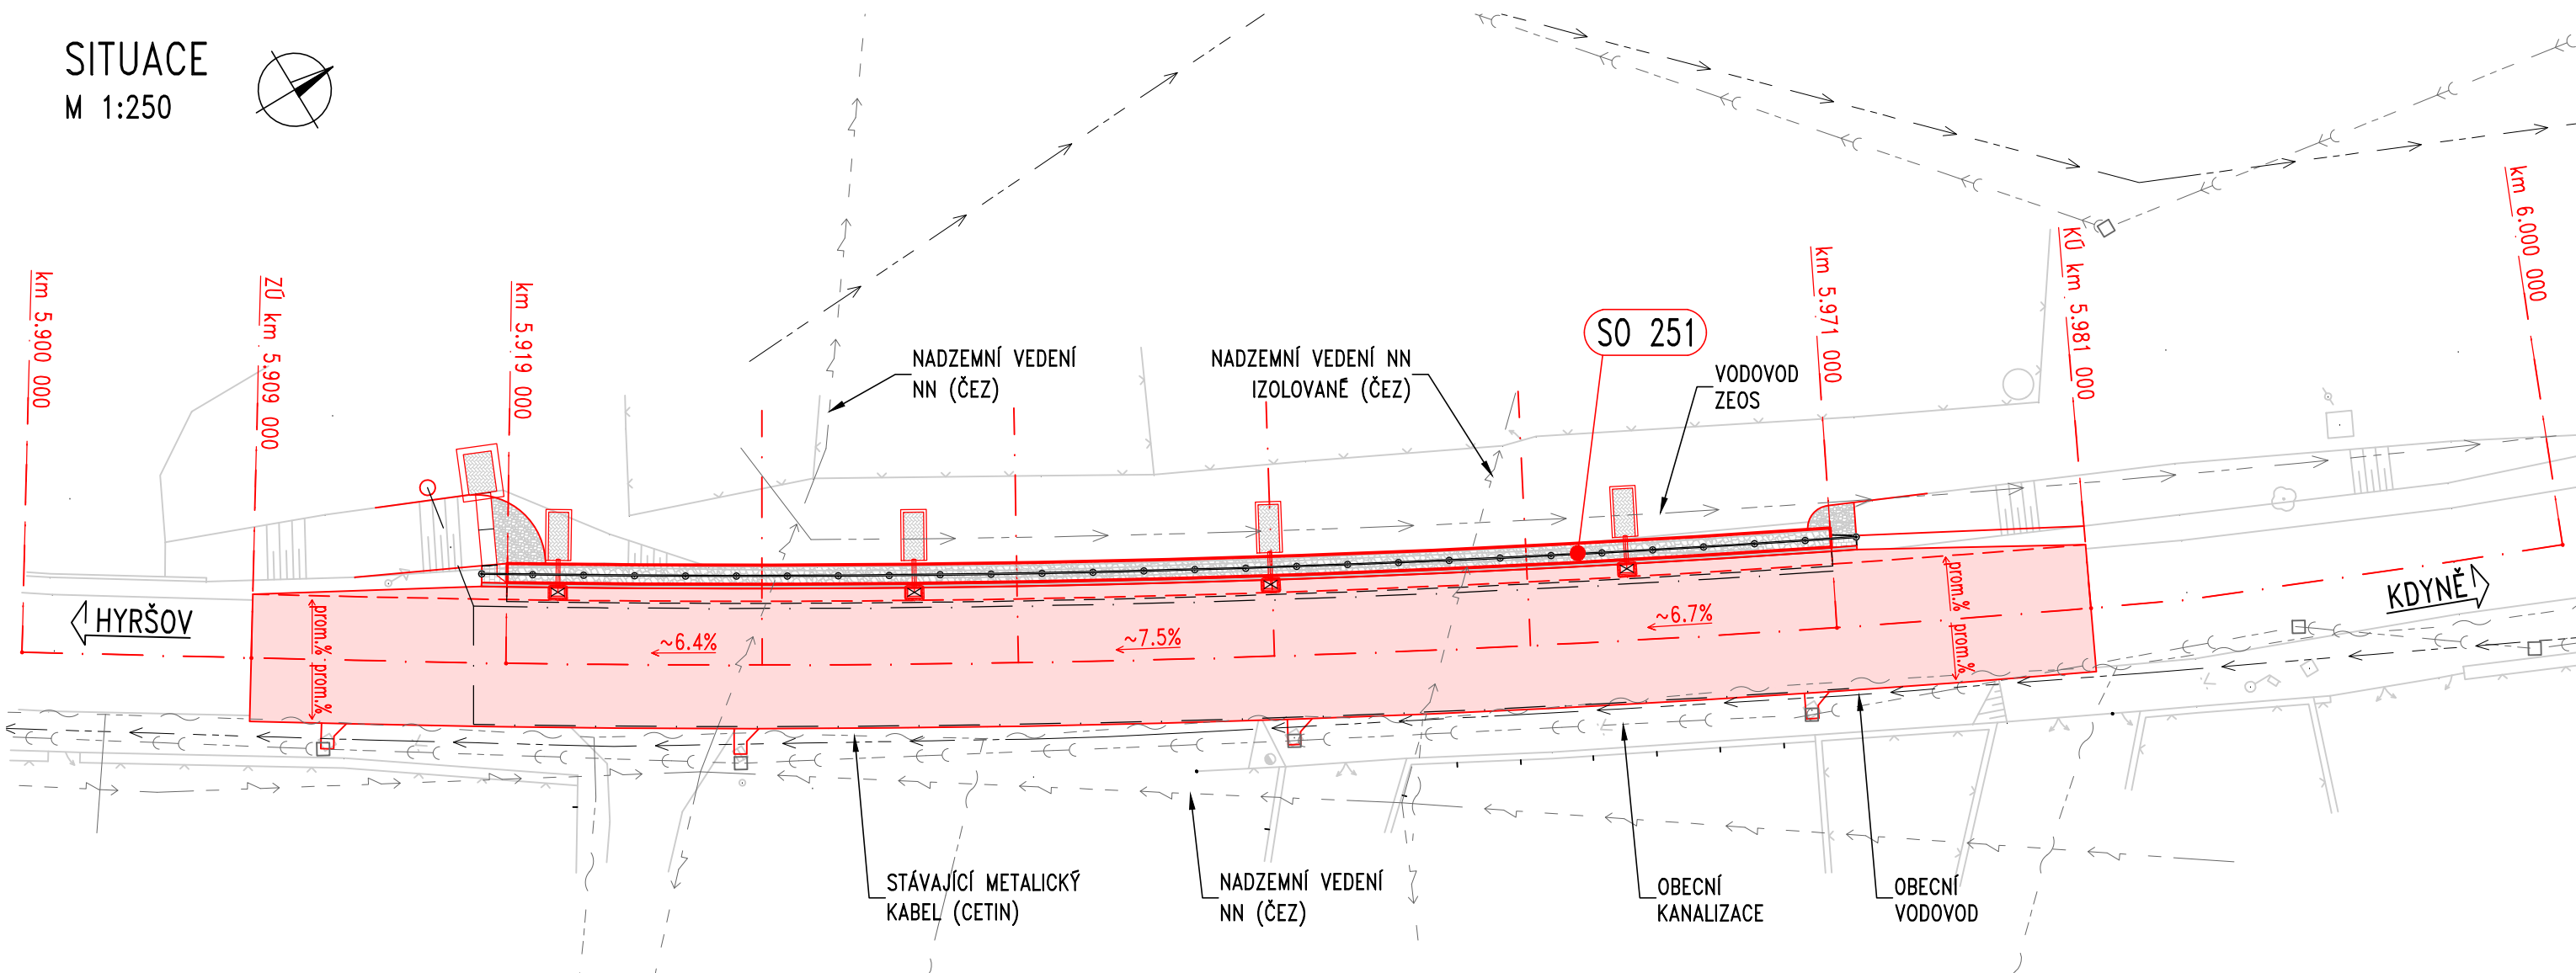 SITUACE
M 1:250
km 5.900 000
ZÚ km 5.909 000
km 5.919 000
km 5.971 000
KÚ km 5.981 000
km 6.000 000
SO 251
NADZEMNÍ VEDENÍ
NN (ČEZ)
NADZEMNÍ VEDENÍ NN
IZOLOVANÉ (ČEZ)
VODOVOD
ZEOS
HYRŠOV
KDYNĚ
prom.%
prom.%
~6.4%
~7.5%
~6.7%
prom.%
prom.%
STÁVAJÍCÍ METALICKÝ
KABEL (CETIN)
NADZEMNÍ VEDENÍ
NN (ČEZ)
OBECNÍ
KANALIZACE
OBECNÍ
VODOVOD